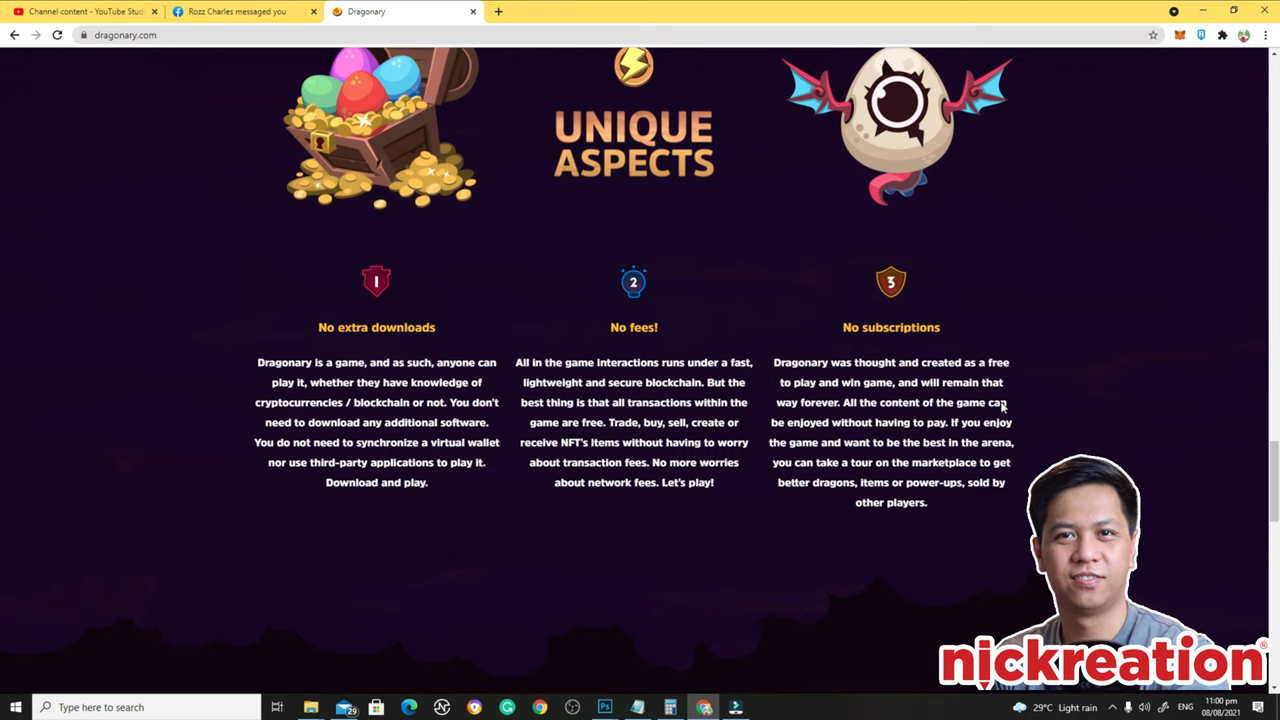 Channel content - YouTube Stud
Rozz Charles messaged you
Dragonary
dragonary.com
UNIQUE
ASPECTS
1
2
3
No extra downloads
No fees!
No subscriptions
Dragonary is a game, and as such, anyone can
play it, whether they have knowledge of
cryptocurrencies / blockchain or not. You don't
need to download any additional software.
You do not need to synchronize a virtual wallet
nor use third-party applications to play it.
Download and play.
All in the game interactions runs under a fast,
lightweight and secure blockchain. But the
best thing is that all transactions within the
game are free. Trade, buy, sell, create or
receive NFT's items without having to worry
about transaction fees. No more worries
about network fees. Let's play!
Dragonary was thought and created as a free
to play and win game, and will remain that
way forever. All the content of the game can
be enjoyed without having to pay. If you enjoy
the game and want to be the best in the arena,
you can take a tour on the marketplace to get
better dragons, items or power-ups, sold by
other players.
nickreation®
Type here to search
29
Ps
29°C Light rain
ENG
11:00 pm
08/08/2021